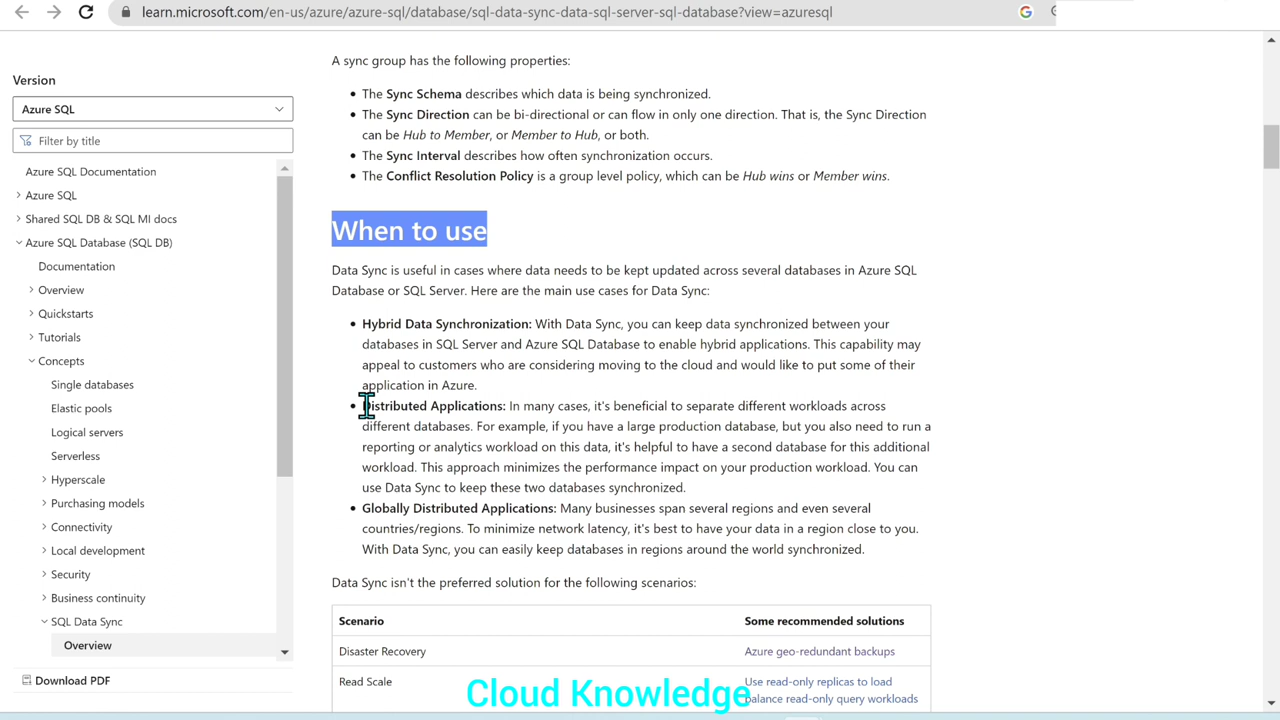 learn.microsoft.com/en-us/azure/azure-sql/database/sql-data-sync-data-sql-server-sql-database?view=azuresql
Version
Azure SQL
Filter by title
Azure SQL Documentation
Azure SQL
Shared SQL DB & SQL MI docs
Azure SQL Database (SQL DB)
Documentation
Overview
Quickstarts
Tutorials
Concepts
Single databases
Elastic pools
Logical servers
Serverless
Hyperscale
Purchasing models
Connectivity
Local development
Security
Business continuity
SQL Data Sync
Overview
Download PDF
A sync group has the following properties:
• The Sync Schema describes which data is being synchronized.
• The Sync Direction can be bi-directional or can flow in only one direction. That is, the Sync Direction
can be Hub to Member, or Member to Hub, or both.
• The Sync Interval describes how often synchronization occurs.
• The Conflict Resolution Policy is a group level policy, which can be Hub wins or Member wins.
When to use
Data Sync is useful in cases where data needs to be kept updated across several databases in Azure SQL
Database or SQL Server. Here are the main use cases for Data Sync:
• Hybrid Data Synchronization: With Data Sync, you can keep data synchronized between your
databases in SQL Server and Azure SQL Database to enable hybrid applications. This capability may
appeal to customers who are considering moving to the cloud and would like to put some of their
application in Azure.
• Distributed Applications: In many cases, it's beneficial to separate different workloads across
different databases. For example, if you have a large production database, but you also need to run a
reporting or analytics workload on this data, it's helpful to have a second database for this additional
workload. This approach minimizes the performance impact on your production workload. You can
use Data Sync to keep these two databases synchronized.
• Globally Distributed Applications: Many businesses span several regions and even several
countries/regions. To minimize network latency, it's best to have your data in a region close to you.
With Data Sync, you can easily keep databases in regions around the world synchronized.
Data Sync isn't the preferred solution for the following scenarios:
Scenario Some recommended solutions
Disaster Recovery Azure geo-redundant backups
Read Scale Use read-only replicas to load
balance read-only query workloads
Cloud Knowledge